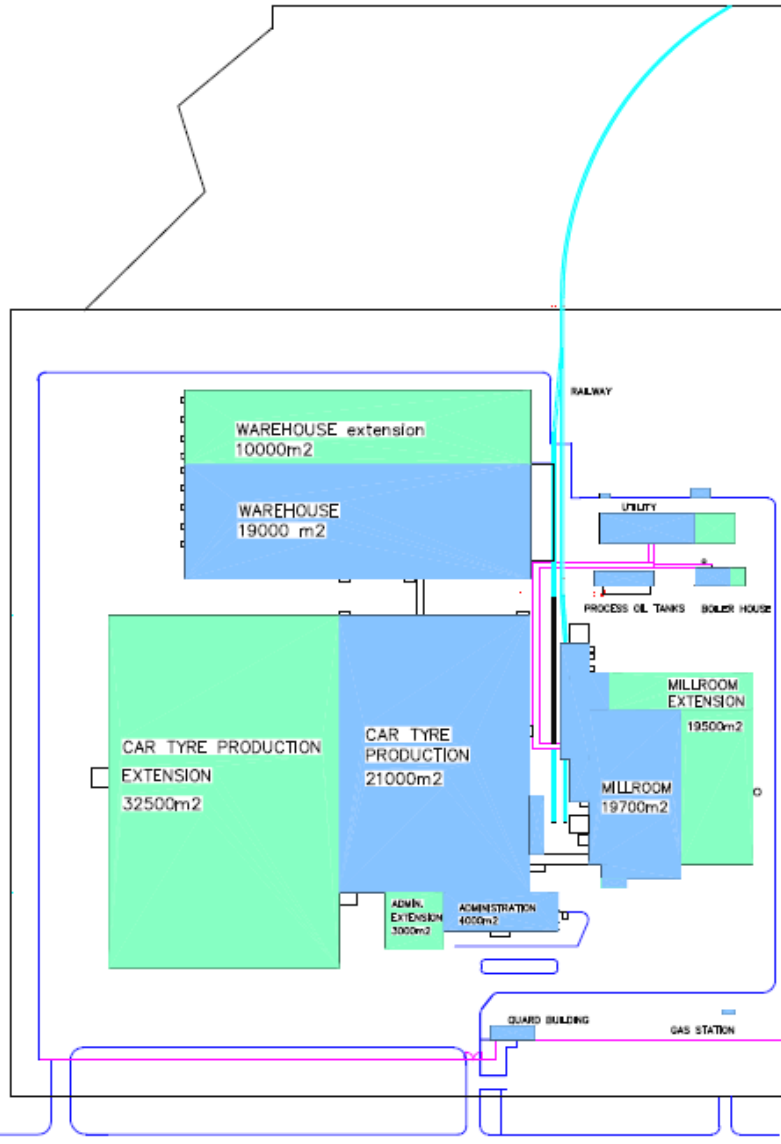 RAILWAY
WAREHOUSE extension
10000m2
WAREHOUSE
19000 m2
UTILITY
PROCESS OIL TANKS
BOILER HOUSE
MILLROOM
EXTENSION
19500m2
CAR TYRE PRODUCTION
EXTENSION
32500m2
CAR TYRE
PRODUCTION
21000m2
MILLROOM
19700m2
ADMIN.
EXTENSION
3000m2
ADMINISTRATION
4000m2
QUARD BUILDING
GAS STATION